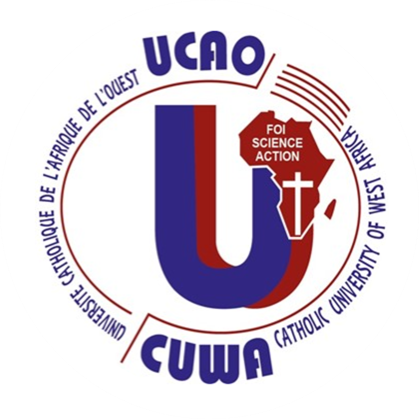 UCAO
UNIVERSITE CATHOLIQUE DE L'AFRIQUE DE L'OUEST
U
FOI
SCIENCE
ACTION
CATHOLIC UNIVERSITY OF WEST AFRICA
CUWA